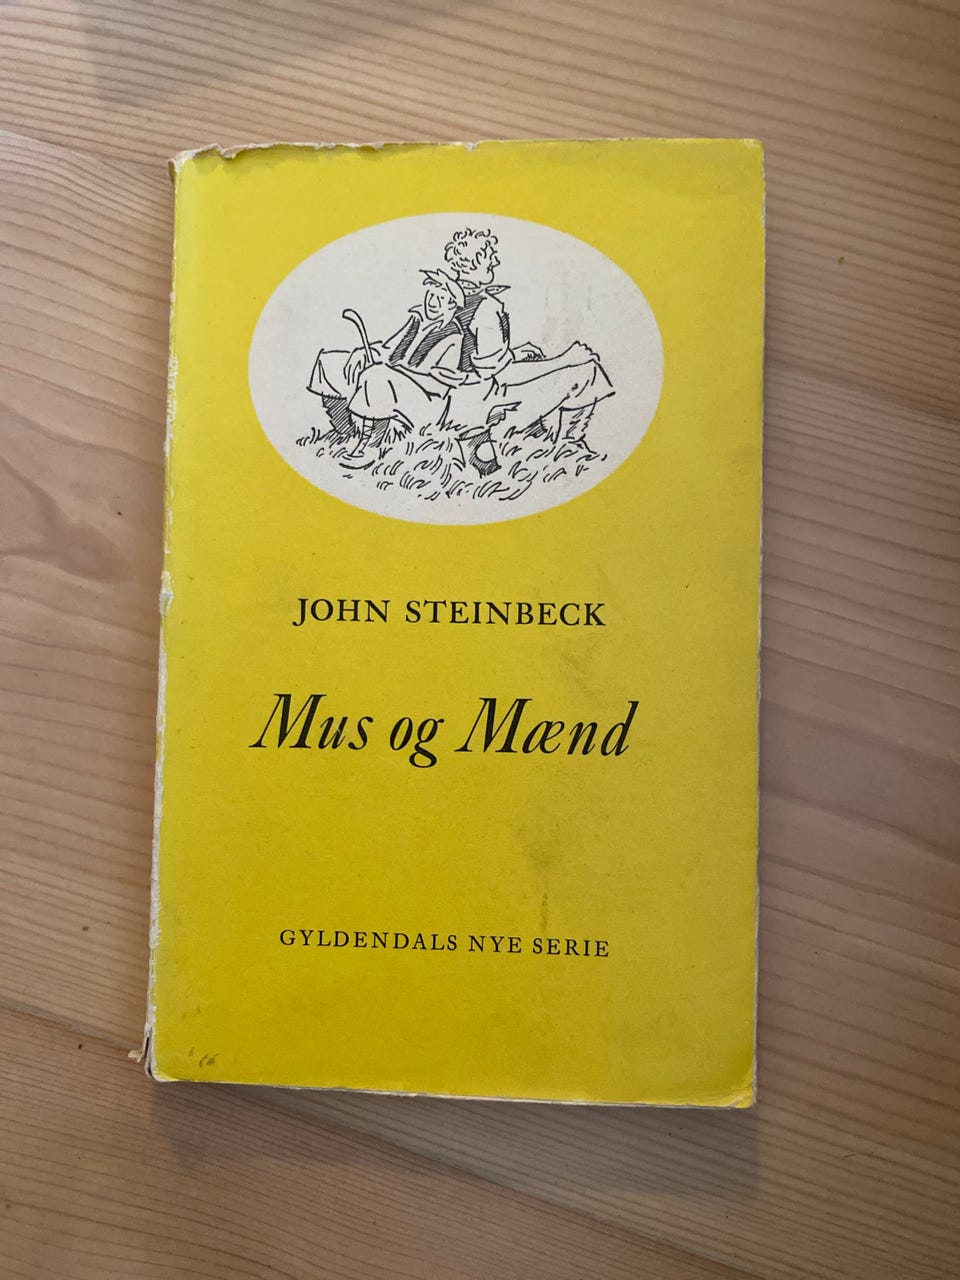 JOHN STEINBECK
Mus og Mænd
GYLDENDALS NYE SERIE